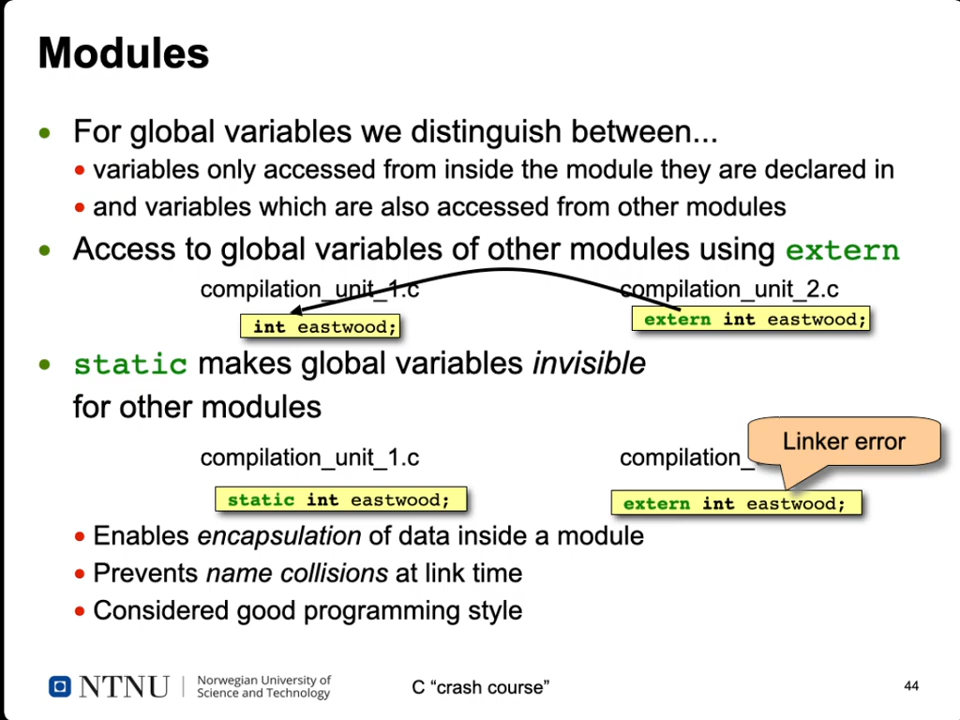 Modules
• For global variables we distinguish between...
• variables only accessed from inside the module they are declared in
• and variables which are also accessed from other modules
• Access to global variables of other modules using extern
compilation_unit_1.c compilation_unit_2.c
int eastwood; extern int eastwood;
• static makes global variables invisible
for other modules
Linker error
compilation_unit_1.c compilation_
static int eastwood; extern int eastwood;
• Enables encapsulation of data inside a module
• Prevents name collisions at link time
• Considered good programming style
NTNU | Norwegian University of
Science and Technology
C “crash course”
44